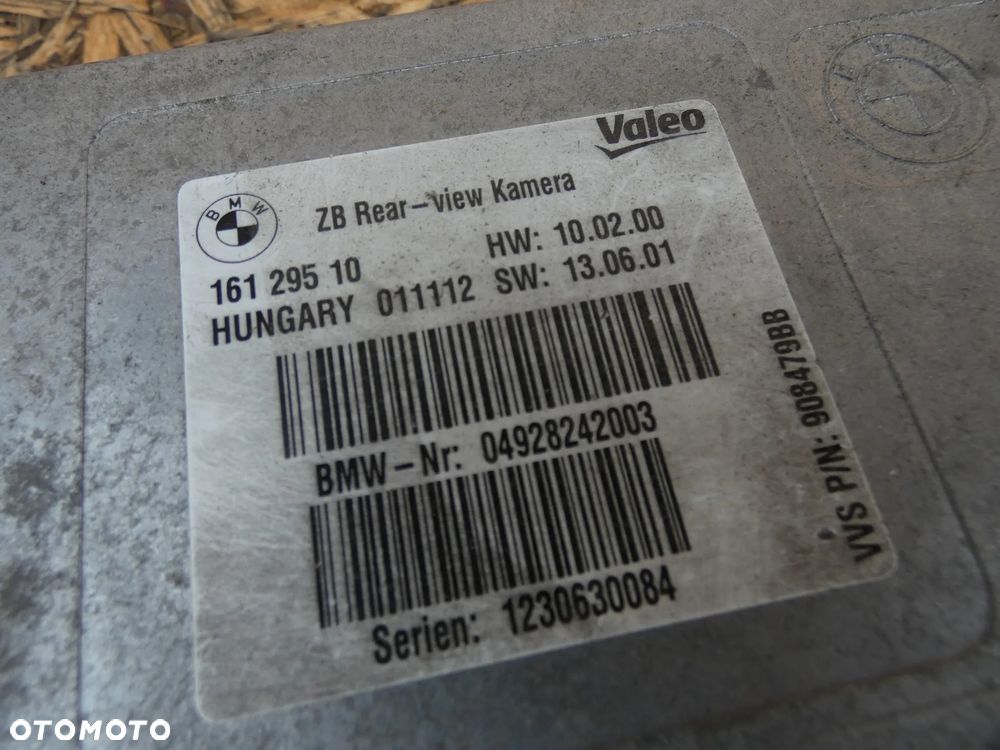 Valeo
BMW
ZB Rear-view Kamera
161 295 10
HW: 10.02.00
HUNGARY 011112 SW: 13.06.01
BMW-Nr: 04928242003
Serien: 1230630084
VVS P/N: 908479BB
OTOMOTO